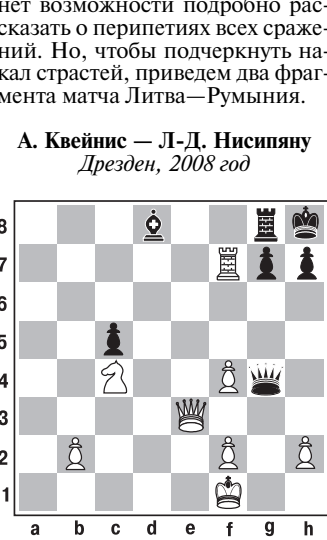 нет возможности подробно рас-
сказать о перипетиях всех сраже-
ний. Но, чтобы подчеркнуть на-
кал страстей, приведем два фраг-
мента матча Литва—Румыния.
А. Квейнис — Л-Д. Нисипяну
Дрезден, 2008 год
8
7
6
5
4
3
2
1
a b c d e f g h